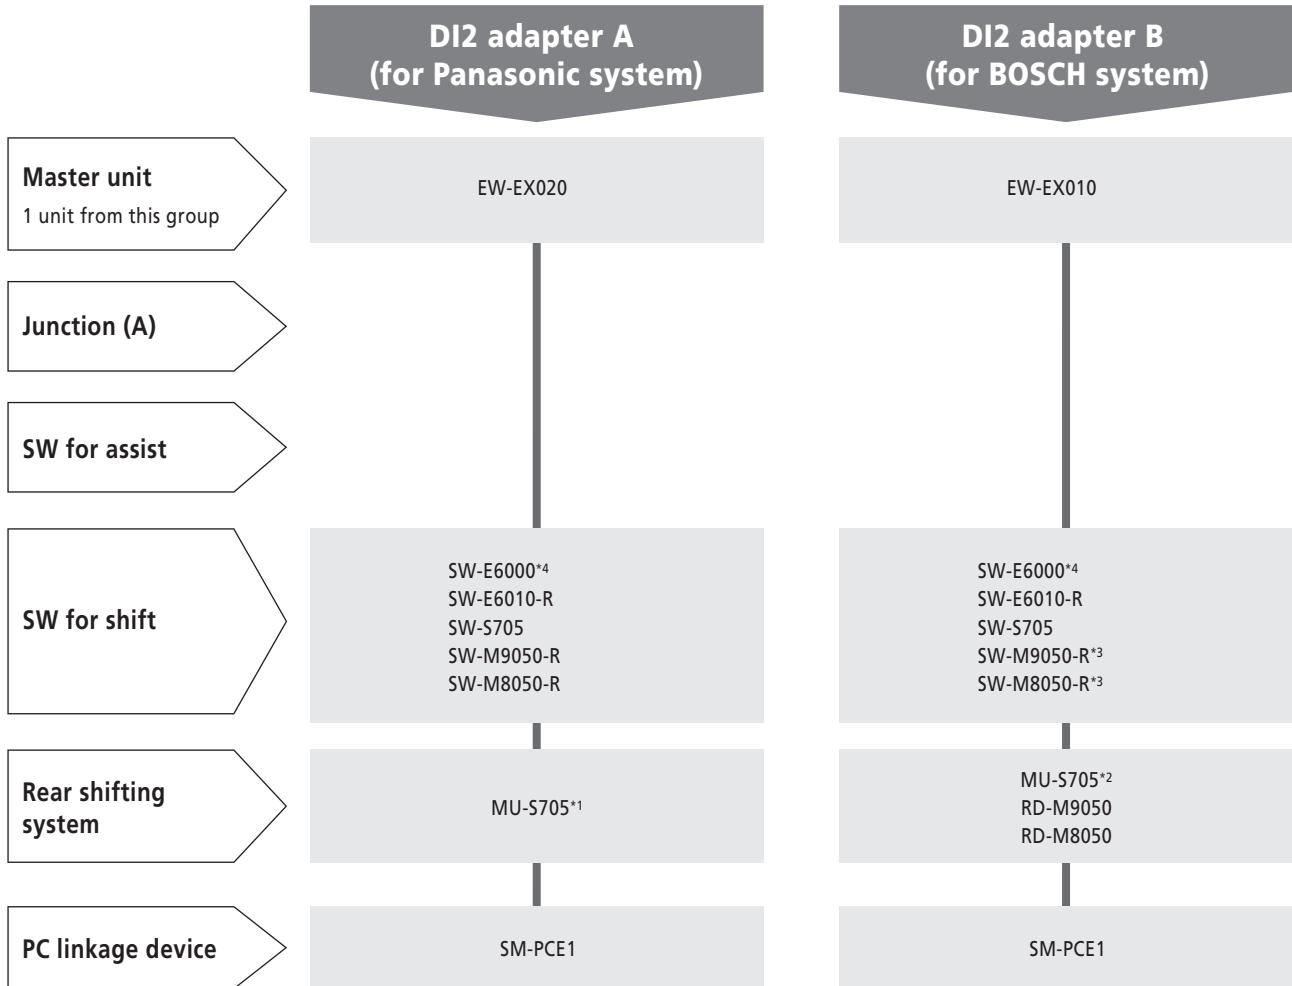 DI2 adapter A
(for Panasonic system)
DI2 adapter B
(for BOSCH system)
Master unit
1 unit from this group
EW-EX020
EW-EX010
Junction (A)
SW for assist
SW for shift
SW-E6000*4
SW-E6010-R
SW-S705
SW-M9050-R
SW-M8050-R
SW-E6000*4
SW-E6010-R
SW-S705
SW-M9050-R*3
SW-M8050-R*3
Rear shifting
system
MU-S705*1
MU-S705*2
RD-M9050
RD-M8050
PC linkage device
SM-PCE1
SM-PCE1